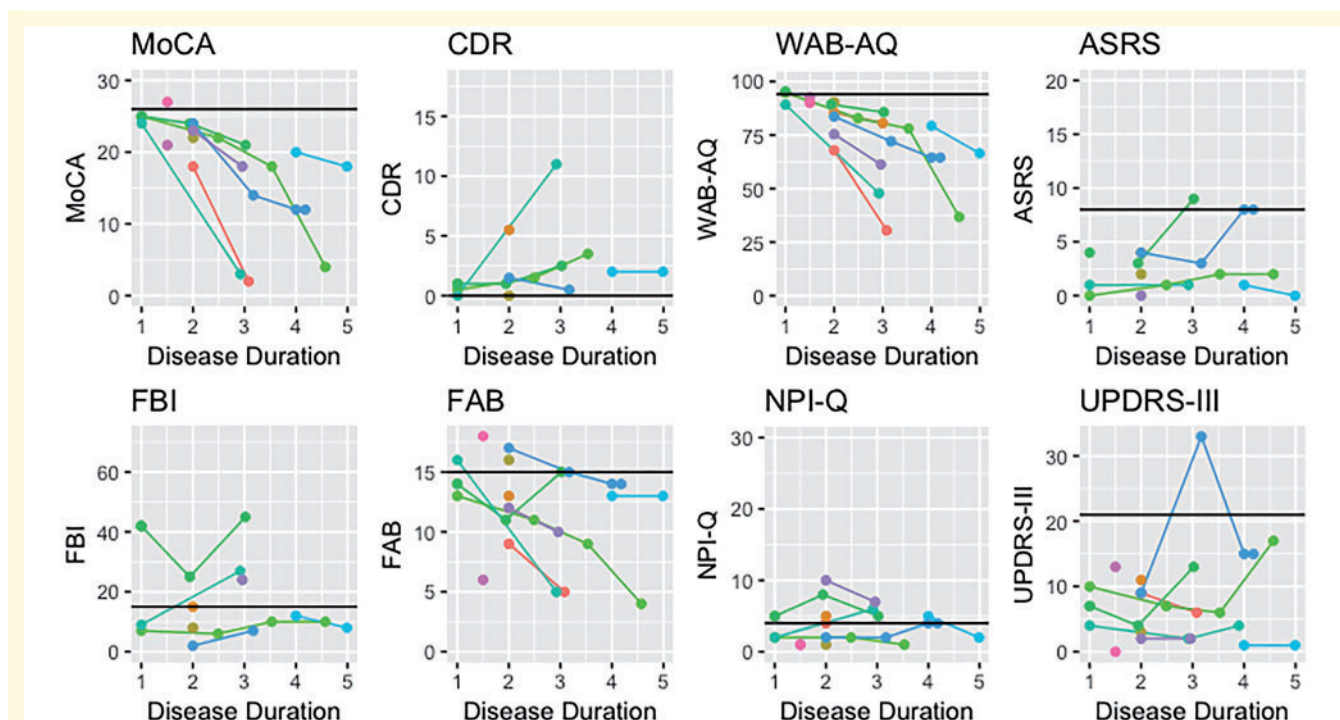 MoCA CDR WAB-AQ ASRS
30 15 100 20
20 10 75 15
10 5 50 10
0 0 25 5
0 0
MoCA CDR WAB-AQ ASRS
1 2 3 4 5 1 2 3 4 5 1 2 3 4 5 1 2 3 4 5
Disease Duration Disease Duration Disease Duration Disease Duration
FBI FAB NPI-Q UPDRS-III
60 15 30 30
40 10 20 20
20 5 10 10
0 0 0 0
FBI FAB NPI-Q UPDRS-III
1 2 3 4 5 1 2 3 4 5 1 2 3 4 5 1 2 3 4 5
Disease Duration Disease Duration Disease Duration Disease Duration